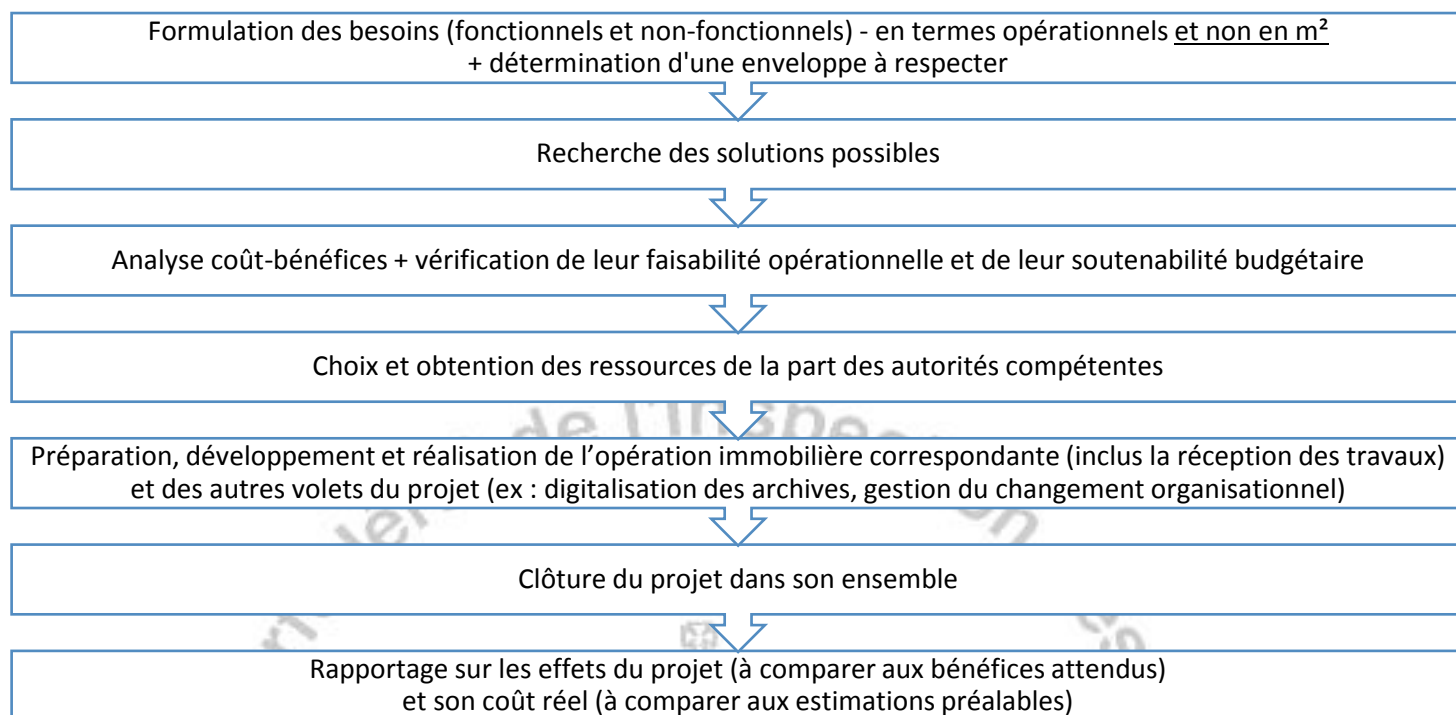 Formulation des besoins (fonctionnels et non-fonctionnels) - en termes opérationnels et non en m²
+ détermination d'une enveloppe à respecter
Recherche des solutions possibles
Analyse coût-bénéfices + vérification de leur faisabilité opérationnelle et de leur soutenabilité budgétaire
Choix et obtention des ressources de la part des autorités compétentes
de l'Inspec
Préparation, développement et réalisation de l’opération immobilière correspondante (inclus la réception des travaux)
et des autres volets du projet (ex : digitalisation des archives, gestion du changement organisationnel)
Clôture du projet dans son ensemble
Rapportage sur les effets du projet (à comparer aux bénéfices attendus)
et son coût réel (à comparer aux estimations préalables)